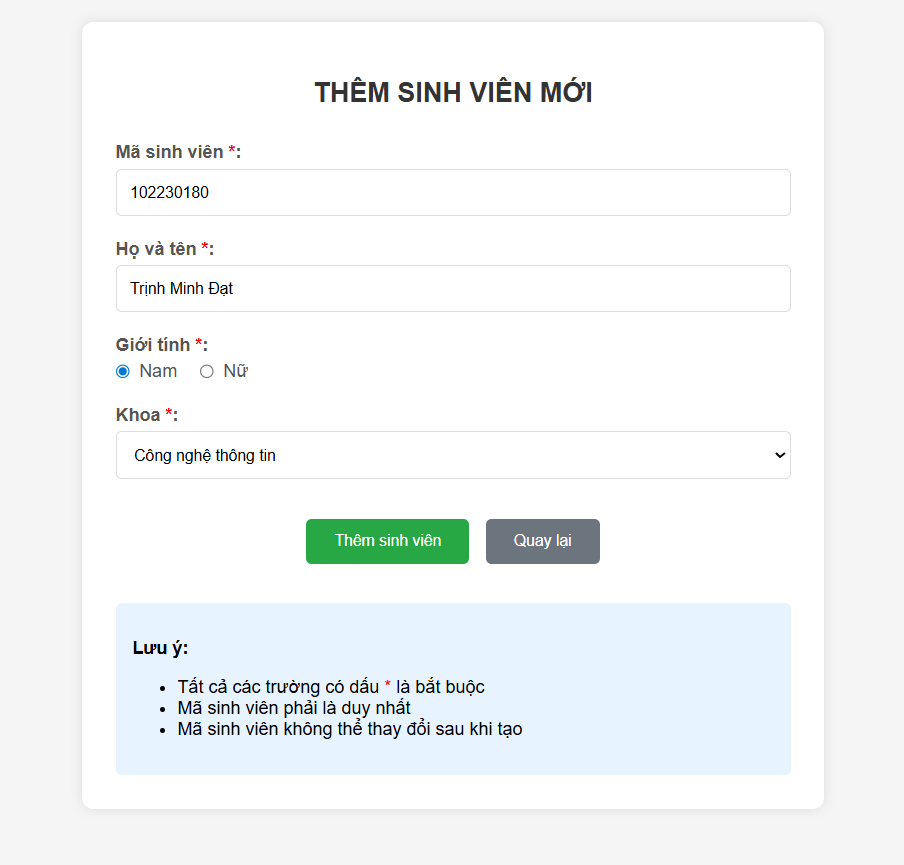 THÊM SINH VIÊN MỚI
Mã sinh viên *:
102230180
Họ và tên *:
Trịnh Minh Đạt
Giới tính *:
Nam Nữ
Khoa *:
Công nghệ thông tin
Thêm sinh viên Quay lại
Lưu ý:
Tất cả các trường có dấu * là bắt buộc
Mã sinh viên phải là duy nhất
Mã sinh viên không thể thay đổi sau khi tạo